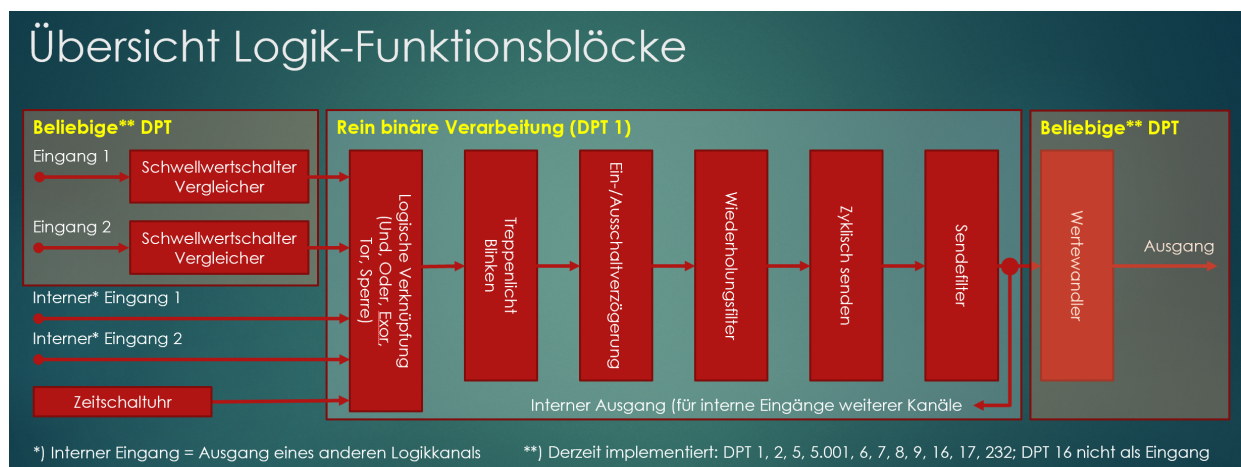 Übersicht Logik-Funktionsblöcke
Beliebige** DPT
Rein binäre Verarbeitung (DPT 1)
Beliebige** DPT
Eingang 1
Schwellwertschalter
Vergleicher
Eingang 2
Schwellwertschalter
Vergleicher
Interner* Eingang 1
Interner* Eingang 2
Zeitschaltuhr
Logische Verknüpfung
(Und, Oder, Exor,
Tor, Sperre)
Treppenlicht
Blinken
Ein-/Ausschaltverzögerung
Wiederholungsfilter
Zyklisch senden
Sendefilter
Wertewandler
Ausgang
Interner Ausgang (für interne Eingänge weiterer Kanäle
*) Interner Eingang = Ausgang eines anderen Logikkanals
**) Derzeit implementiert: DPT 1, 2, 5, 5.001, 6, 7, 8, 9, 16, 17, 232; DPT 16 nicht als Eingang